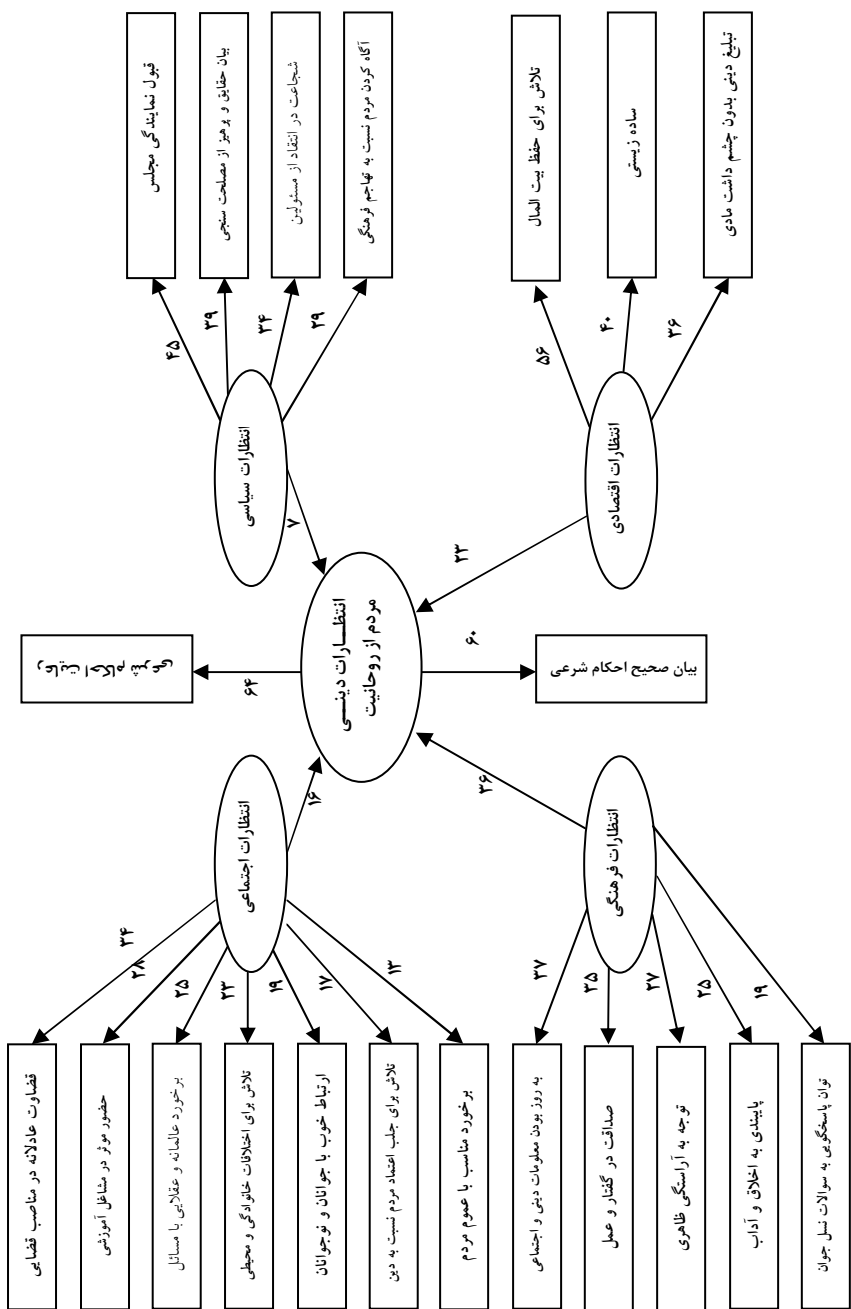 قبول نمایندگی مجلس
بیان حقایق و پرهیز از مصلحت سنجی
شجاعت در انتقاد از مسئولین
آگاه کردن مردم نسبت به تهاجم فرهنگی
تلاش برای حفظ بیت المال
ساده زیستی
تبلیغ دینی بدون چشم داشت مادی
۴۵
۳۹
۳۴
۲۹
۵۶
۴۰
۳۶
انتظارات سیاسی
انتظارات اقتصادی
۷
۲۳
انتظــارات دینــی
مردم از روحانیت
رعایت احکام شرعی
۶۴
۶۰
بیان صحیح احکام شرعی
۱۶
۳۶
انتظارات اجتماعی
انتظارات فرهنگی
۳۴
۲۸
۲۵
۲۳
۱۹
۱۷
۱۳
۳۷
۳۵
۲۷
۲۵
۱۹
قضاوت عادلانه در مناصب قضایی
حضور موثر در مشاغل آموزشی
برخورد عالمانه و عقلایی با مسائل
تلاش برای اختلافات خانوادگی و محیطی
ارتباط خوب با جوانان و نوجوانان
تلاش برای جلب اعتماد مردم نسبت به دین
برخورد مناسب با عموم مردم
به روز بودن معلومات دینی و اجتماعی
صداقت در گفتار و عمل
توجه به آراستگی ظاهری
پایبندی به اخلاق و آداب
توان پاسخگویی به سوالات نسل جوان